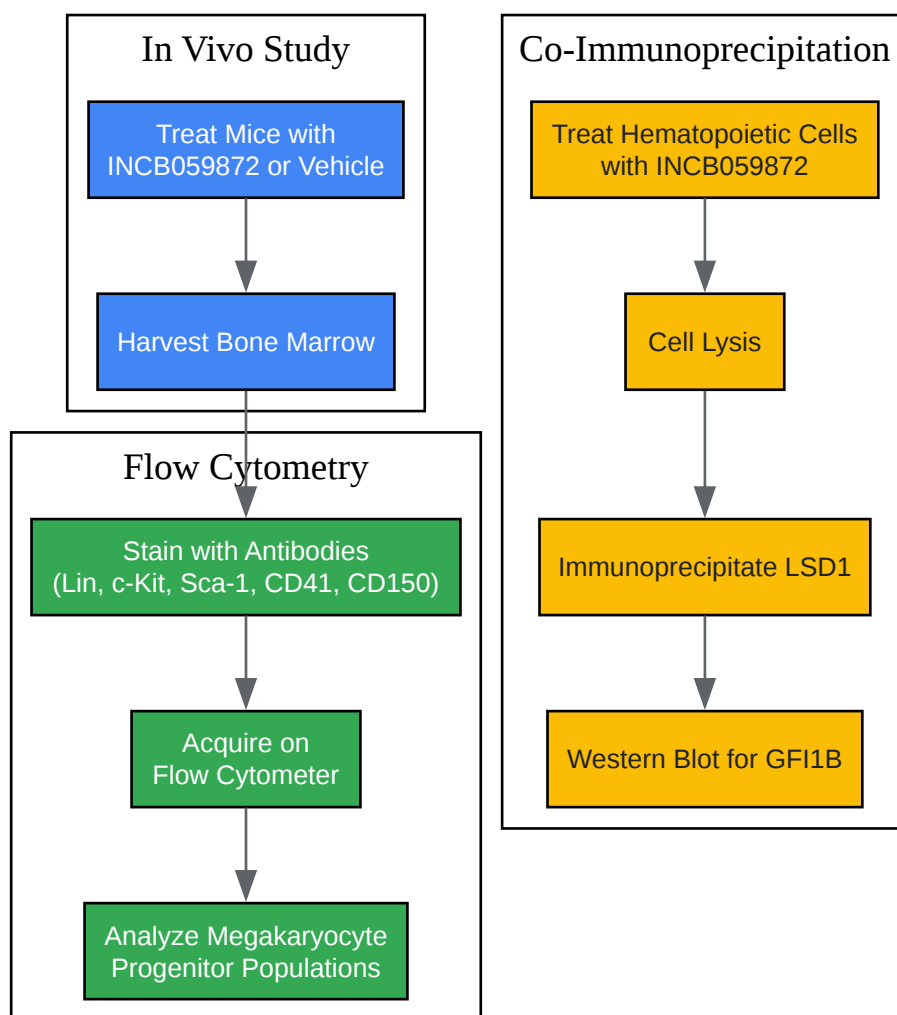 In Vivo Study
Treat Mice with
INCB059872 or Vehicle
Harvest Bone Marrow
Flow Cytometry
Stain with Antibodies
(Lin, c-Kit, Sca-1, CD41, CD150)
Acquire on
Flow Cytometer
Analyze Megakaryocyte
Progenitor Populations
Co-Immunoprecipitation
Treat Hematopoietic Cells
with INCB059872
Cell Lysis
Immunoprecipitate LSD1
Western Blot for GFI1B